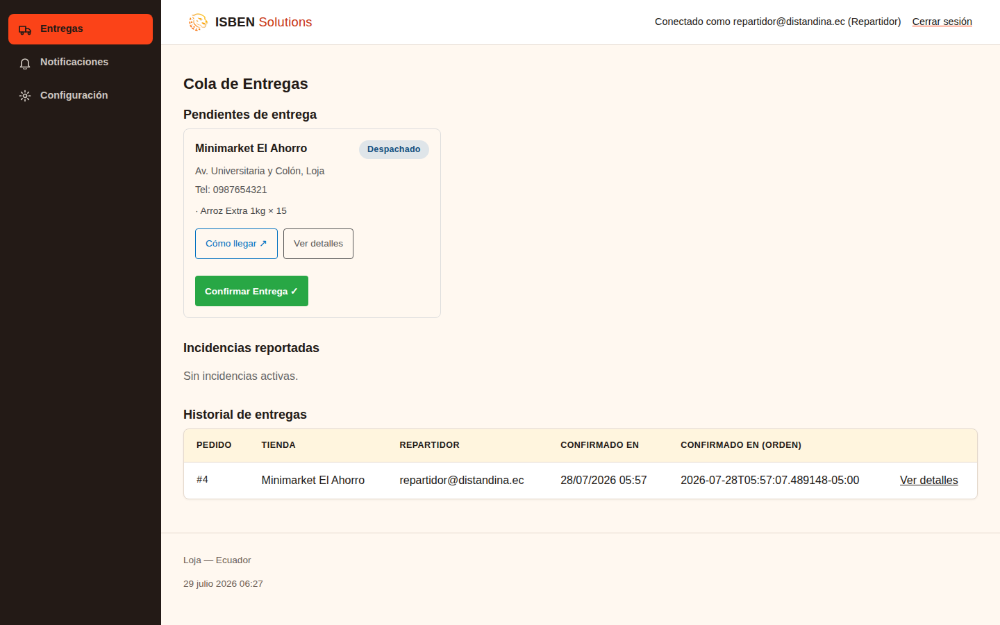 Entregas
Notificaciones
Configuración
ISBEN Solutions
Conectado como repartidor@distandina.ec (Repartidor) Cerrar sesión
Cola de Entregas
Pendientes de entrega
Minimarket El Ahorro Despachado
Av. Universitaria y Colón, Loja
Tel: 0987654321
· Arroz Extra 1kg × 15
Cómo llegar ↗ Ver detalles
Confirmar Entrega ✓
Incidencias reportadas
Sin incidencias activas.
Historial de entregas
PEDIDO TIENDA REPARTIDOR CONFIRMADO EN CONFIRMADO EN (ORDEN)
#4 Minimarket El Ahorro repartidor@distandina.ec 28/07/2026 05:57 2026-07-28T05:57:07.489148-05:00 Ver detalles
Loja — Ecuador
29 julio 2026 06:27